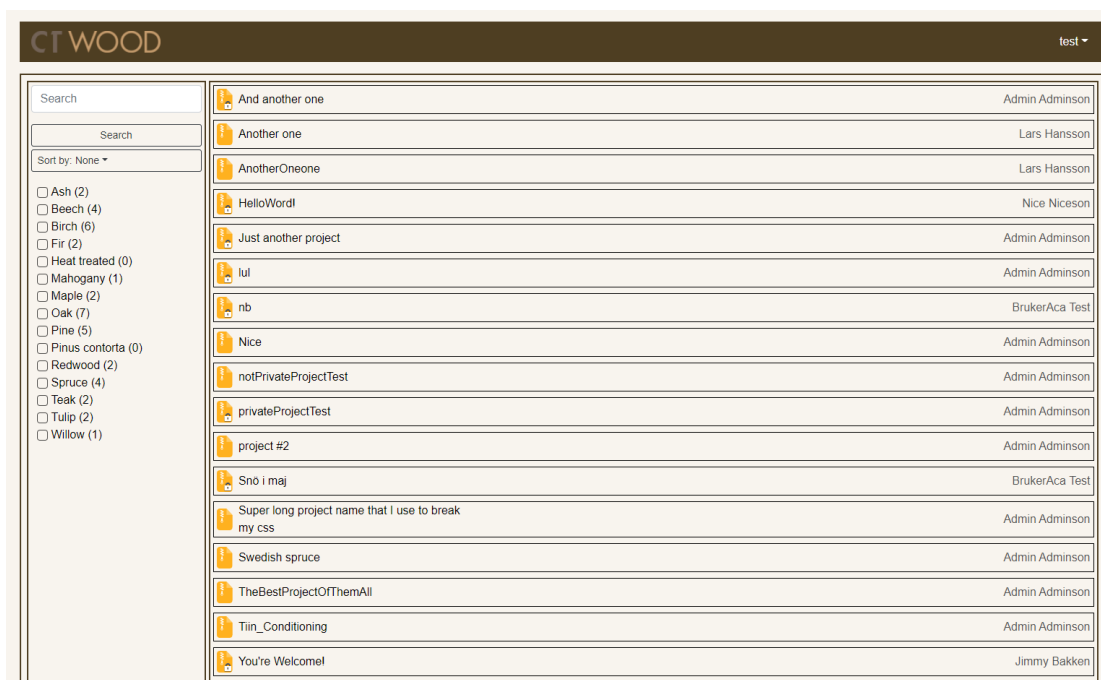 CT WOOD
test
Search
Search
Sort by: None
Ash (2)
Beech (4)
Birch (6)
Fir (2)
Heat treated (0)
Mahogany (1)
Maple (2)
Oak (7)
Pine (5)
Pinus contorta (0)
Redwood (2)
Spruce (4)
Teak (2)
Tulip (2)
Willow (1)
And another one Admin Adminson
Another one Lars Hansson
AnotherOneone Lars Hansson
HelloWord! Nice Niceson
Just another project Admin Adminson
lul Admin Adminson
nb BrukerAca Test
Nice Admin Adminson
notPrivateProjectTest Admin Adminson
privateProjectTest Admin Adminson
project #2 Admin Adminson
Snö i maj BrukerAca Test
Super long project name that I use to break
my css
Admin Adminson
Swedish spruce Admin Adminson
TheBestProjectOfThemAll Admin Adminson
Tiin_Conditioning Admin Adminson
You're Welcome! Jimmy Bakken